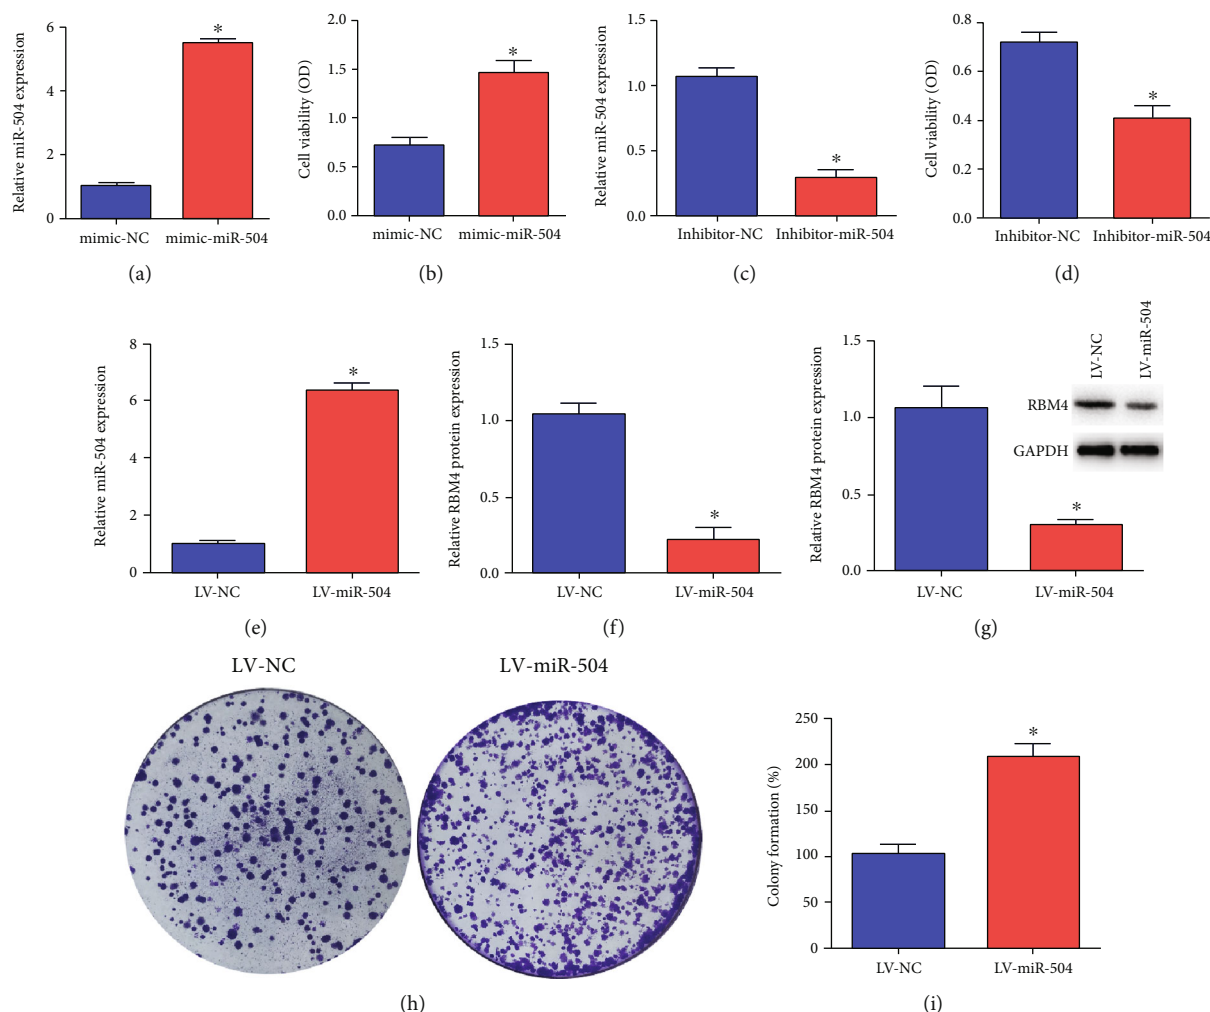 Relative miR-504 expression
6
4
2
0
*
mimic-NC mimic-miR-504
(a)
Cell viability (OD)
2.0
1.5
1.0
0.5
0.0
*
mimic-NC mimic-miR-504
(b)
Relative miR-504 expression
1.5
1.0
0.5
0.0
*
Inhibitor-NC Inhibitor-miR-504
(c)
Cell viability (OD)
0.8
0.6
0.4
0.2
0.0
*
Inhibitor-NC Inhibitor-miR-504
(d)
Relative miR-504 expression
8
6
4
2
0
*
LV-NC LV-miR-504
(e)
Relative RBM4 protein expression
1.5
1.0
0.5
0.0
*
LV-NC LV-miR-504
(f)
Relative RBM4 protein expression
1.5
1.0
0.5
0.0
*
LV-NC LV-miR-504
LV-NC
LV-miR-504
RBM4
GAPDH
(g)
LV-NC LV-miR-504
(h)
Colony formation (%)
250
200
150
100
50
0
*
LV-NC LV-miR-504
(i)